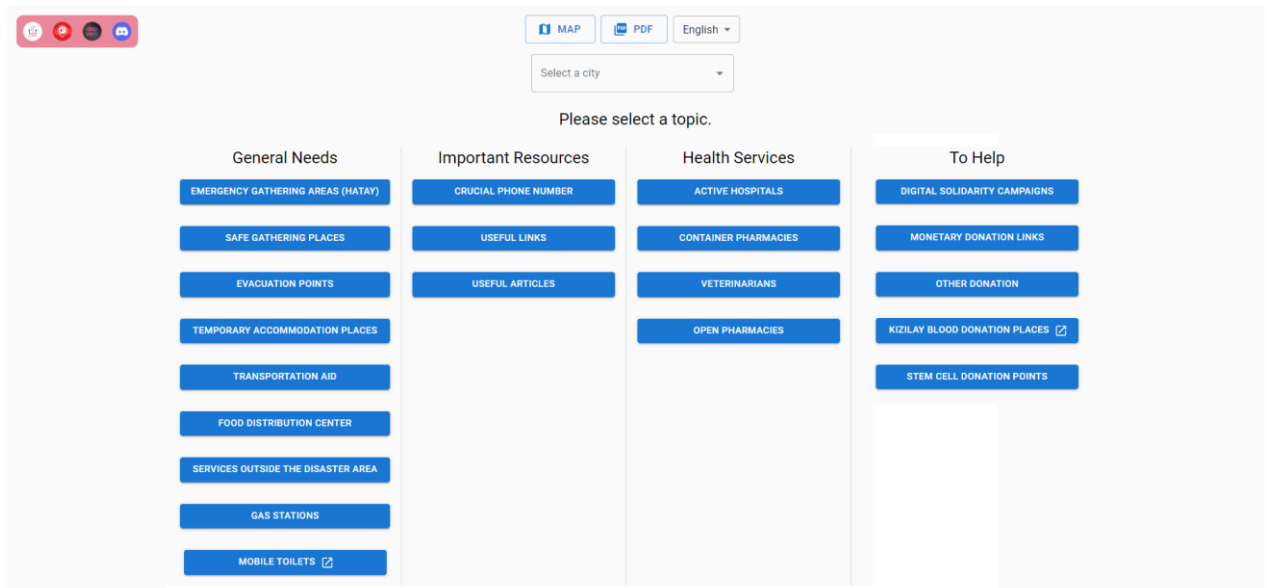 MAP
PDF
English
Select a city
Please select a topic.
General Needs
EMERGENCY GATHERING AREAS (HATAY)
SAFE GATHERING PLACES
EVACUATION POINTS
TEMPORARY ACCOMMODATION PLACES
TRANSPORTATION AID
FOOD DISTRIBUTION CENTER
SERVICES OUTSIDE THE DISASTER AREA
GAS STATIONS
MOBILE TOILETS
Important Resources
CRUCIAL PHONE NUMBER
USEFUL LINKS
USEFUL ARTICLES
Health Services
ACTIVE HOSPITALS
CONTAINER PHARMACIES
VETERINARIANS
OPEN PHARMACIES
To Help
DIGITAL SOLIDARITY CAMPAIGNS
MONETARY DONATION LINKS
OTHER DONATION
KIZILAY BLOOD DONATION PLACES
STEM CELL DONATION POINTS